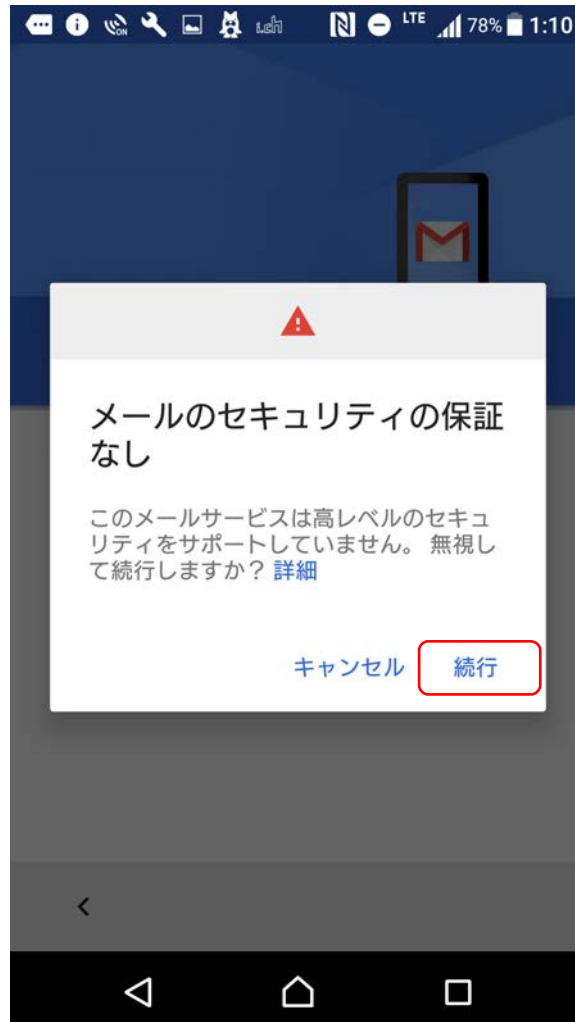 LTE 78% 1:10
メールのセキュリティの保証
なし
このメールサービスは高レベルのセキュ
リティをサポートしていません。 無視し
て続行しますか? 詳細
キャンセル 続行